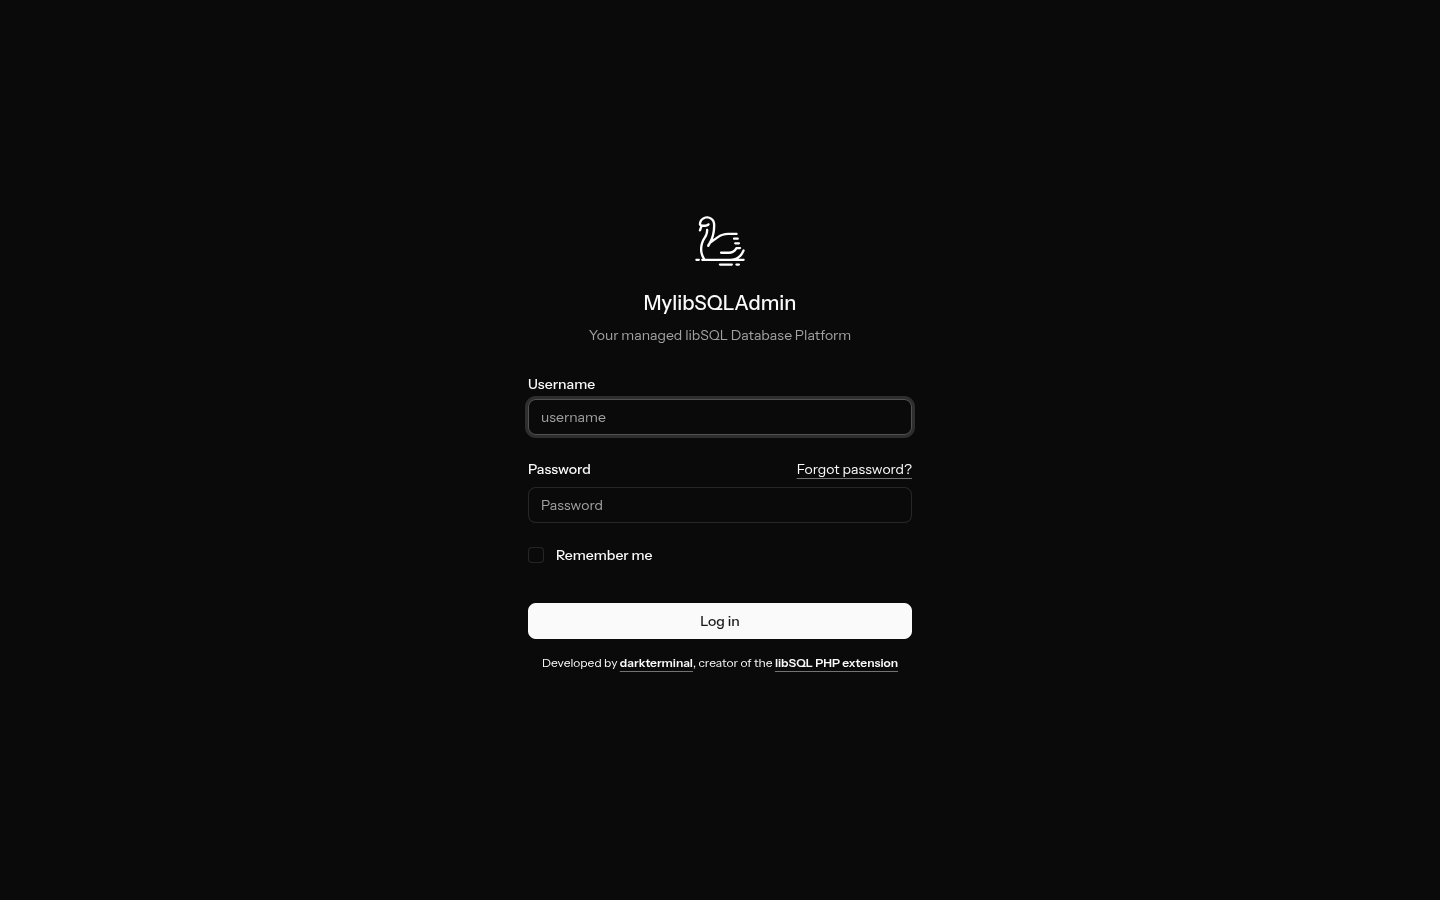 MylibSQLAdmin
Your managed libSQL Database Platform
Username
username
Password
Forgot password?
Password
Remember me
Log in
Developed by darkterminal, creator of the libSQL PHP extension